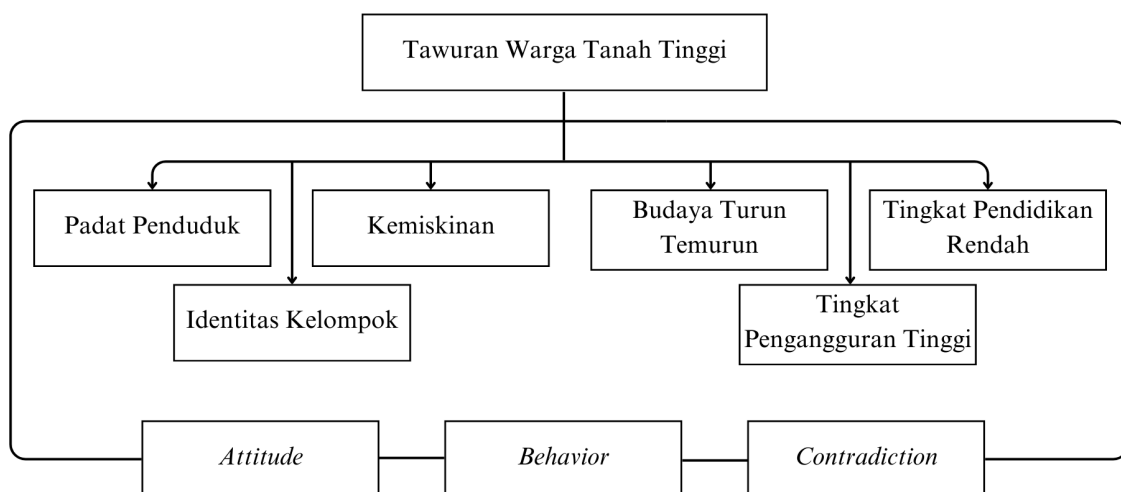 Tawuran Warga Tanah Tinggi
Padat Penduduk
Kemiskinan
Budaya Turun
Temurun
Tingkat Pendidikan
Rendah
Identitas Kelompok
Tingkat
Pengangguran Tinggi
Attitude
Behavior
Contradiction